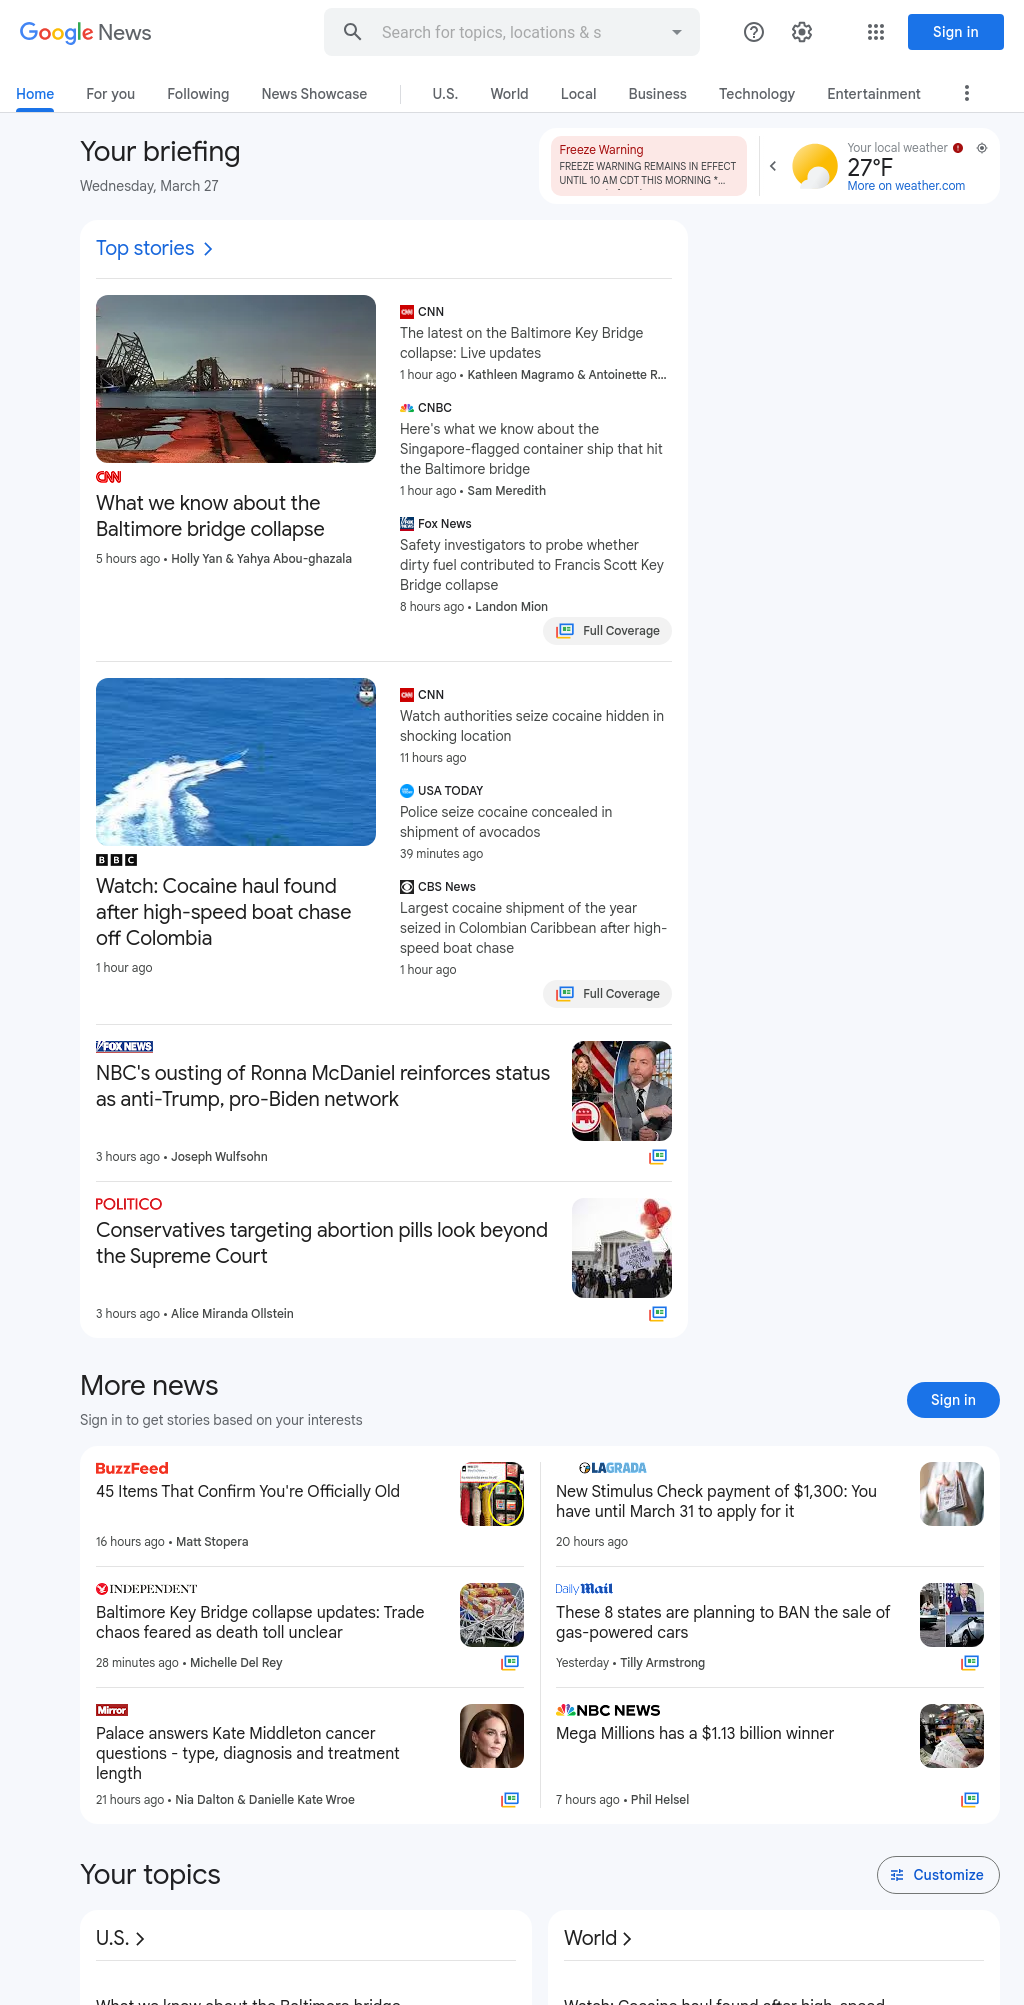 Google News
Search for topics, locations & s
Sign in
Home
For you
Following
News Showcase
U.S.
World
Local
Business
Technology
Entertainment
Your briefing
Wednesday, March 27
Freeze Warning
FREEZE WARNING REMAINS IN EFFECT
UNTIL 10 AM CDT THIS MORNING *...
Your local weather
27°F
More on weather.com
Top stories
CNN
What we know about the
Baltimore bridge collapse
5 hours ago • Holly Yan & Yahya Abou-ghazala
CNN
CNN
The latest on the Baltimore Key Bridge
collapse: Live updates
1 hour ago • Kathleen Magramo & Antoinette R...
CNBC
Here's what we know about the
Singapore-flagged container ship that hit
the Baltimore bridge
1 hour ago • Sam Meredith
Fox News
Safety investigators to probe whether
dirty fuel contributed to Francis Scott Key
Bridge collapse
8 hours ago • Landon Mion
Full Coverage
BBC
Watch: Cocaine haul found
after high-speed boat chase
off Colombia
1 hour ago
CNN
CNN
Watch authorities seize cocaine hidden in
shocking location
11 hours ago
USA TODAY
Police seize cocaine concealed in
shipment of avocados
39 minutes ago
CBS News
Largest cocaine shipment of the year
seized in Colombian Caribbean after high-
speed boat chase
1 hour ago
Full Coverage
FOX NEWS
NBC's ousting of Ronna McDaniel reinforces status
as anti-Trump, pro-Biden network
3 hours ago • Joseph Wulfsohn
POLITICO
Conservatives targeting abortion pills look beyond
the Supreme Court
3 hours ago • Alice Miranda Ollstein
More news
Sign in to get stories based on your interests
Sign in
BuzzFeed
45 Items That Confirm You're Officially Old
16 hours ago • Matt Stopera
LAGRADA
New Stimulus Check payment of $1,300: You
have until March 31 to apply for it
20 hours ago
INDEPENDENT
Baltimore Key Bridge collapse updates: Trade
chaos feared as death toll unclear
28 minutes ago • Michelle Del Rey
Daily Mail
These 8 states are planning to BAN the sale of
gas-powered cars
Yesterday • Tilly Armstrong
Mirror
Palace answers Kate Middleton cancer
questions - type, diagnosis and treatment
length
21 hours ago • Nia Dalton & Danielle Kate Wroe
NBC NEWS
Mega Millions has a $1.13 billion winner
7 hours ago • Phil Helsel
Your topics
Customize
U.S.
World
What we know about the Baltimore bridge
Watch: Cocaine haul found after high-speed